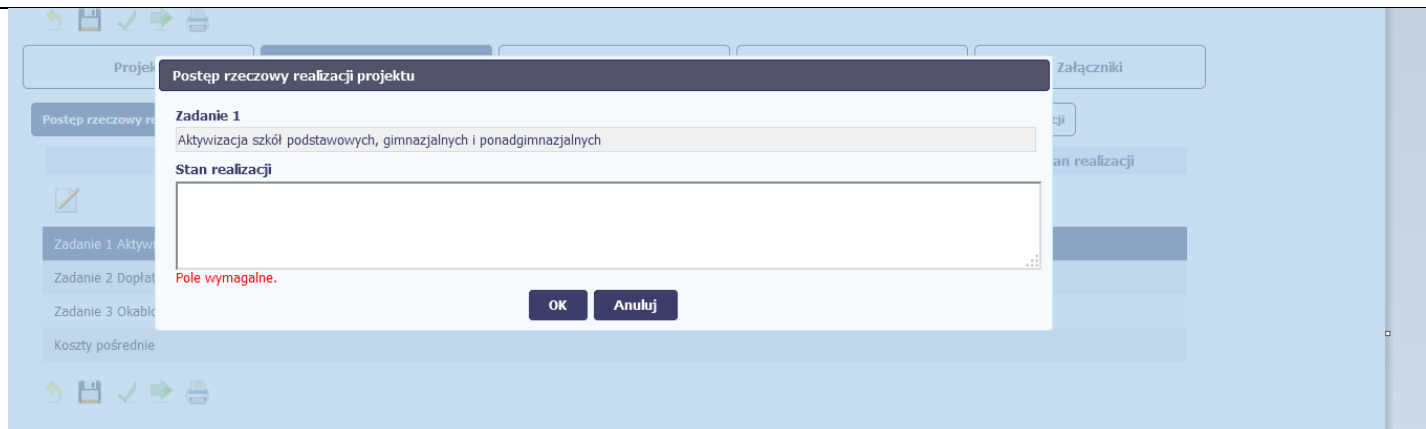 Projek
Załączniki
Postęp rzeczowy realizacji projektu
Postęp rzeczowy re
cji
Zadanie 1
Aktywizacja szkół podstawowych, gimnazjalnych i ponadgimnazjalnych
an realizacji
Stan realizacji
Zadanie 1 Aktywi
Zadanie 2 Dopłat
Pole wymagalne.
Zadanie 3 Okablo
OK Anuluj
Koszty pośrednie